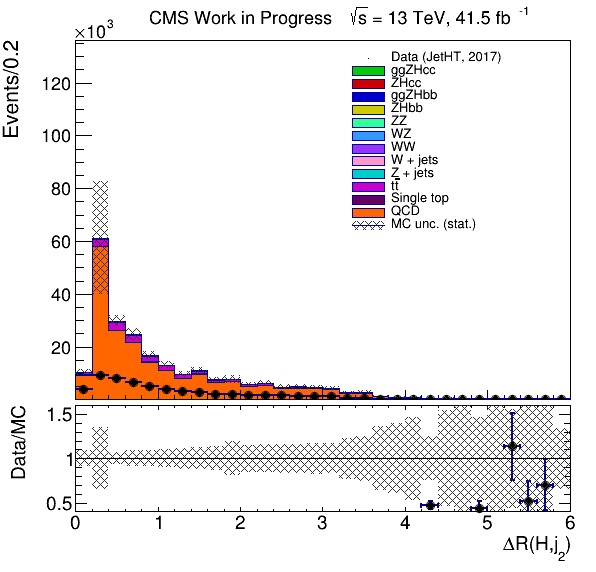 CMS Work in Progress √s = 13 TeV, 41.5 fb⁻¹
×10³
Events/0.2
120
100
80
60
40
20
Data (JetHT, 2017)
ggZHcc
ZHcc
ggZHbb
ZHbb
ZZ
WZ
WW
W + jets
Z + jets
tt̅
Single top
QCD
MC unc. (stat.)
Data/MC
1.5
1
0.5
0 1 2 3 4 5 6
ΔR(H,j₂)